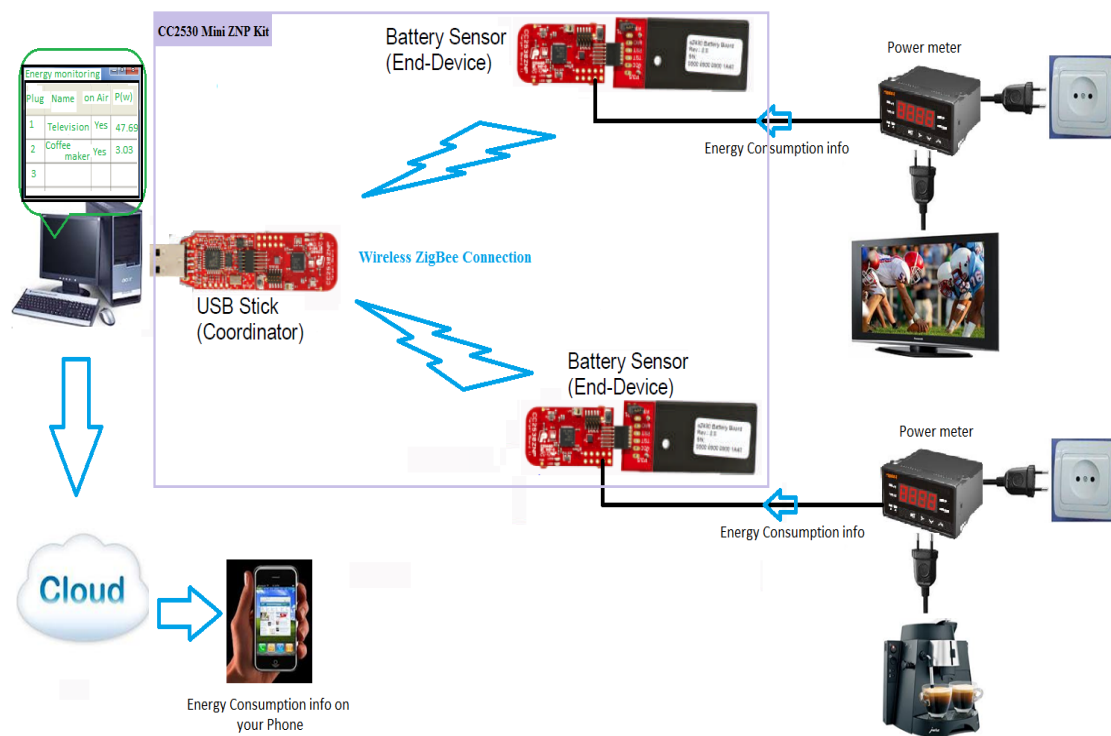 CC2530 Mini ZNP Kit
Battery Sensor
(End-Device)
Power meter
Energy monitoring
Plug Name on Air P(w)
1 Television Yes 47.69
2 Coffee maker Yes 3.03
3
Energy Consumption info
Wireless ZigBee Connection
USB Stick
(Coordinator)
Battery Sensor
(End-Device)
Power meter
Energy Consumption info
Cloud
Energy Consumption info on
your Phone